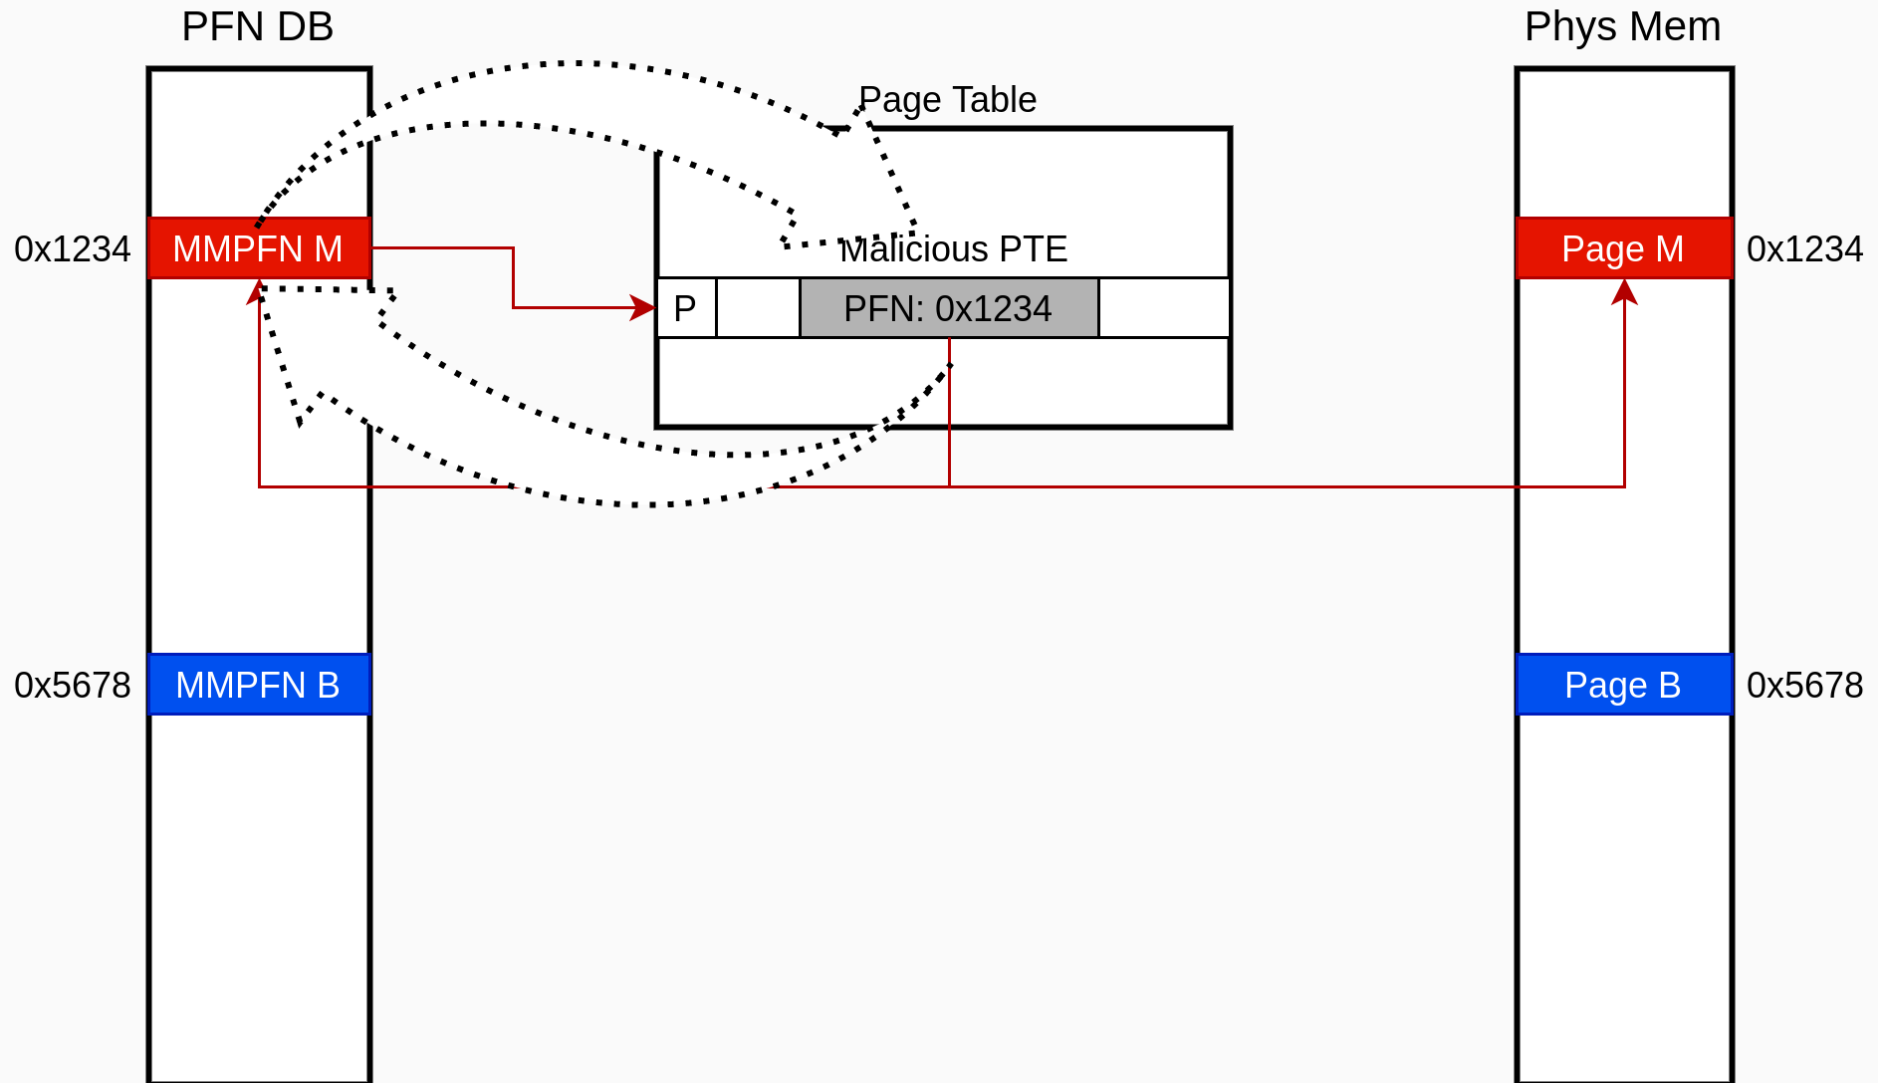 PFN DB
Phys Mem
Page Table
0x1234
MMPFN M
Malicious PTE
Page M
0x1234
P
PFN: 0x1234
0x5678
MMPFN B
Page B
0x5678